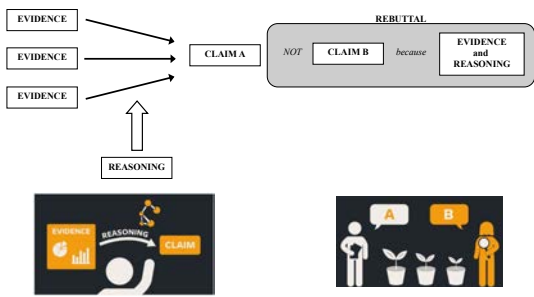 REBUTTAL
EVIDENCE
EVIDENCE
EVIDENCE
CLAIM A
NOT
CLAIM B
because
EVIDENCE
and
REASONING
REASONING
EVIDENCE
REASONING
CLAIM
A
B